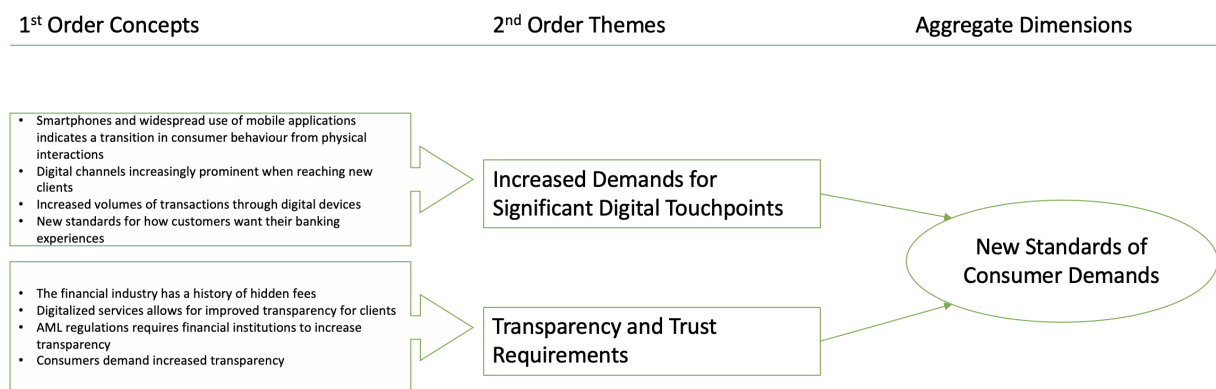 1st Order Concepts
2nd Order Themes
Aggregate Dimensions
• Smartphones and widespread use of mobile applications
indicates a transition in consumer behaviour from physical
interactions
• Digital channels increasingly prominent when reaching new
clients
• Increased volumes of transactions through digital devices
• New standards for how customers want their banking
experiences
Increased Demands for
Significant Digital Touchpoints
New Standards of
Consumer Demands
• The financial industry has a history of hidden fees
• Digitalized services allows for improved transparency for clients
• AML regulations requires financial institutions to increase
transparency
• Consumers demand increased transparency
Transparency and Trust
Requirements